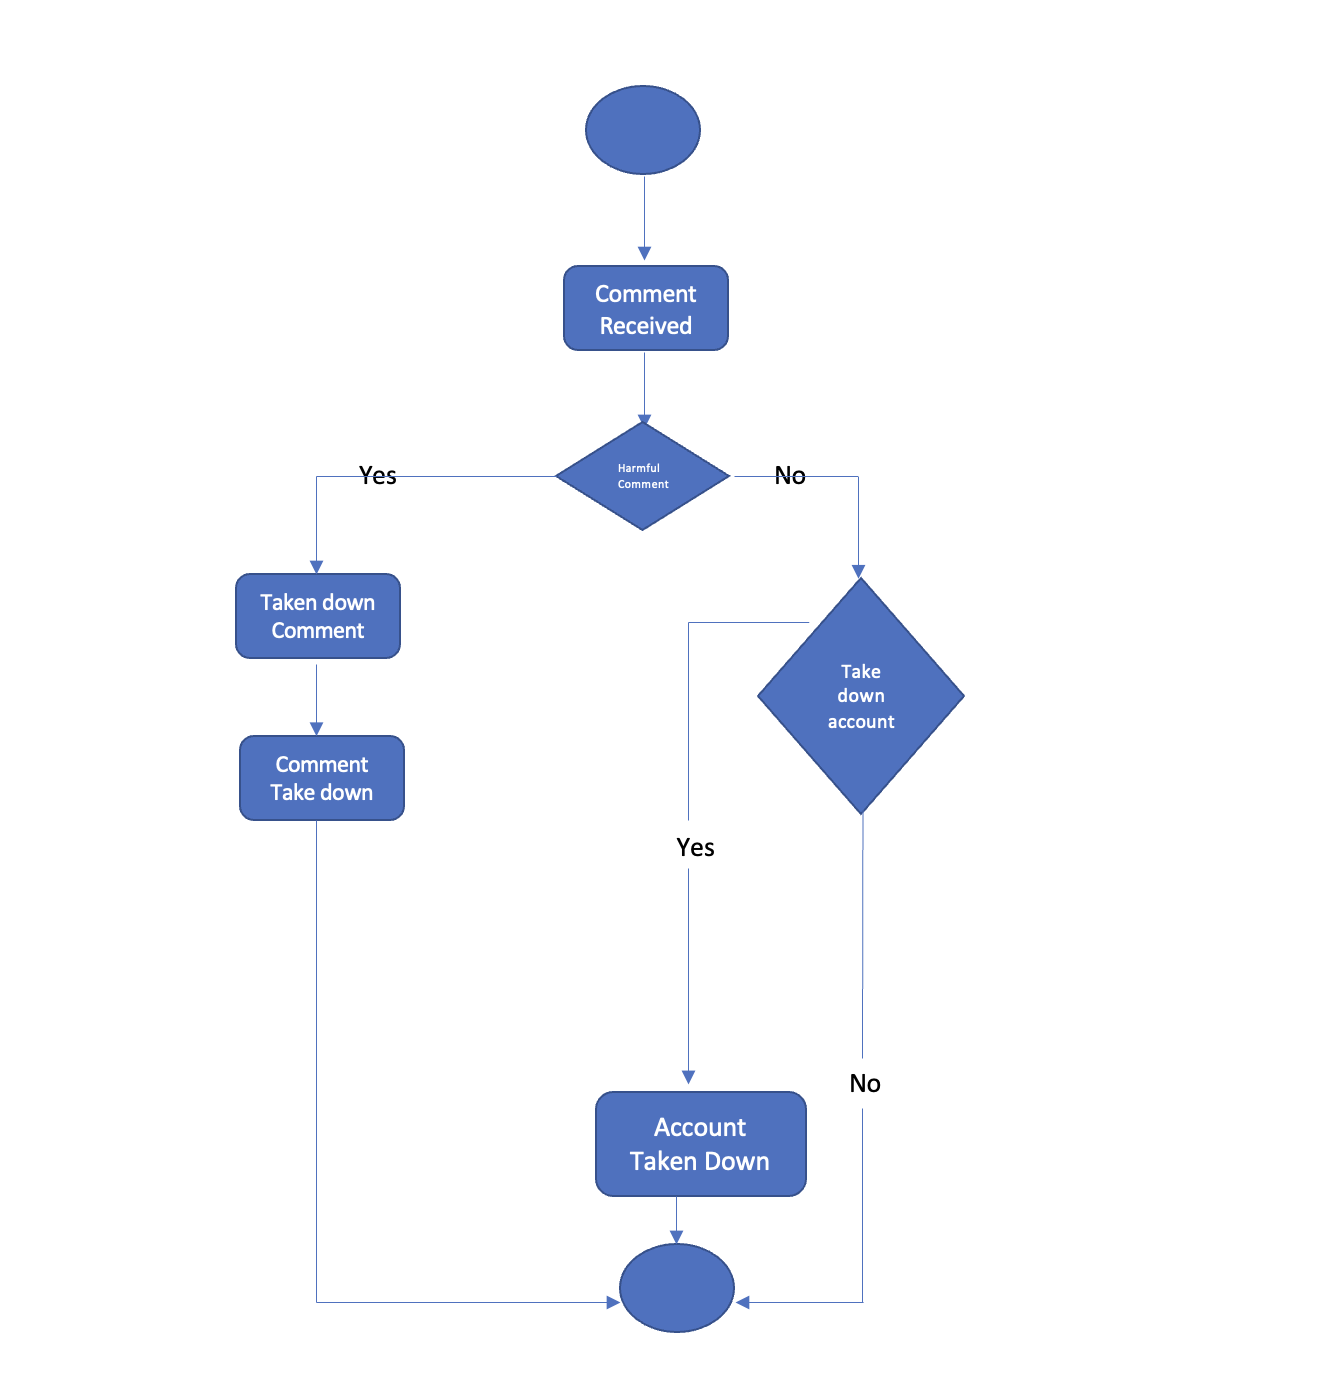 Comment
Received
Harmful
Comment
Yes
No
Taken down
Comment
Take
down
account
Comment
Take down
Yes
No
Account
Taken Down